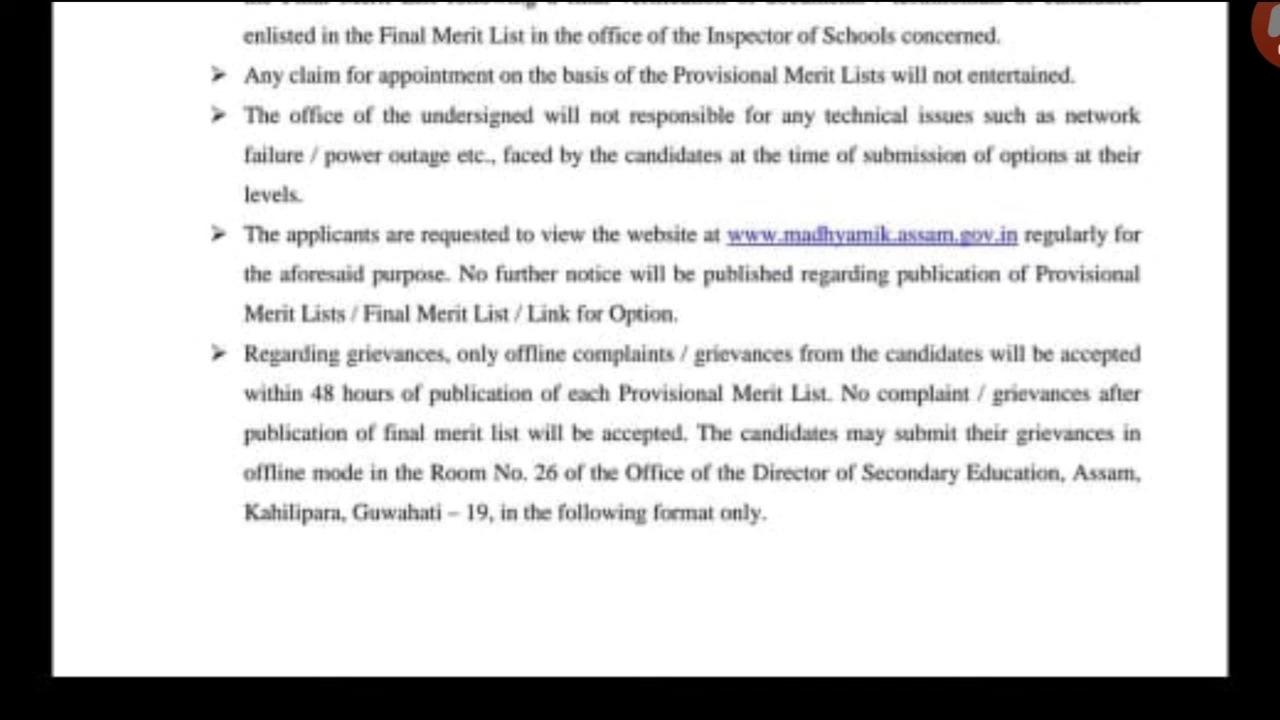 enlisted in the Final Merit List in the office of the Inspector of Schools concerned.
➤ Any claim for appointment on the basis of the Provisional Merit Lists will not entertained.
➤ The office of the undersigned will not responsible for any technical issues such as network
failure / power outage etc., faced by the candidates at the time of submission of options at their
levels.
➤ The applicants are requested to view the website at www.madhyamik.assam.gov.in regularly for
the aforesaid purpose. No further notice will be published regarding publication of Provisional
Merit Lists / Final Merit List / Link for Option.
➤ Regarding grievances, only offline complaints / grievances from the candidates will be accepted
within 48 hours of publication of each Provisional Merit List. No complaint / grievances after
publication of final merit list will be accepted. The candidates may submit their grievances in
offline mode in the Room No. 26 of the Office of the Director of Secondary Education, Assam,
Kahilipara, Guwahati – 19, in the following format only.